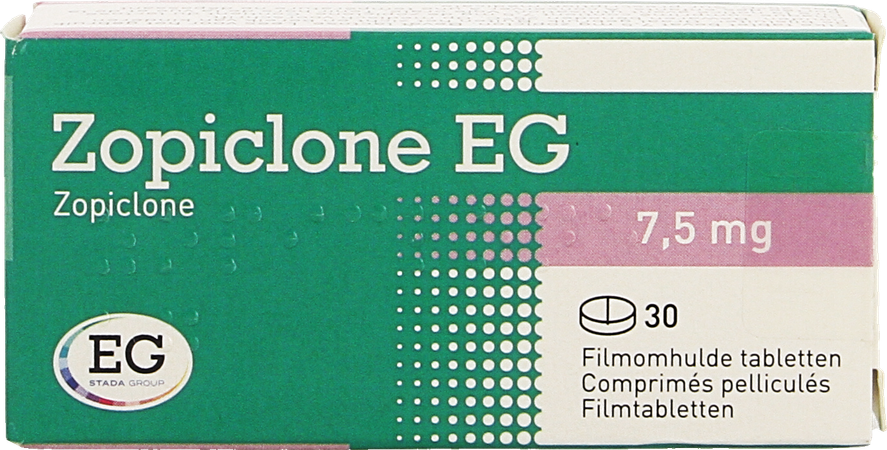 Zopiclone EG
Zopiclone
7,5 mg
30
Filmomhulde tabletten
Comprimés pelliculés
Filmtabletten
EG
STADA GROUP